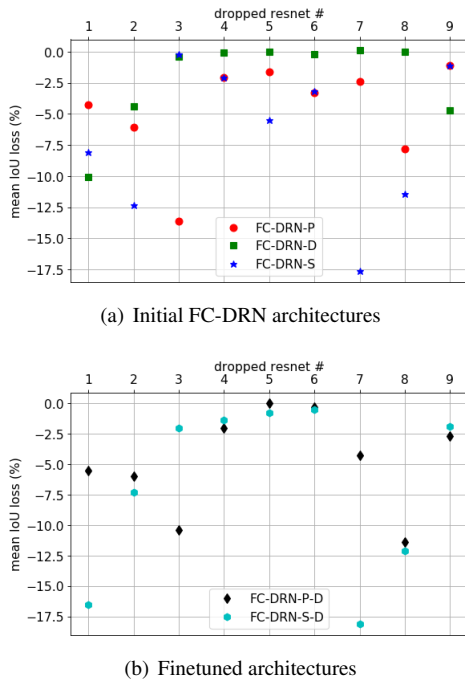 dropped resnet #
1 2 3 4 5 6 7 8 9
0.0
−2.5
−5.0
−7.5
−10.0
−12.5
−15.0
−17.5
mean IoU loss (%)
FC-DRN-P
FC-DRN-D
FC-DRN-S
(a) Initial FC-DRN architectures
dropped resnet #
1 2 3 4 5 6 7 8 9
0.0
−2.5
−5.0
−7.5
−10.0
−12.5
−15.0
−17.5
mean IoU loss (%)
FC-DRN-P-D
FC-DRN-S-D
(b) Finetuned architectures